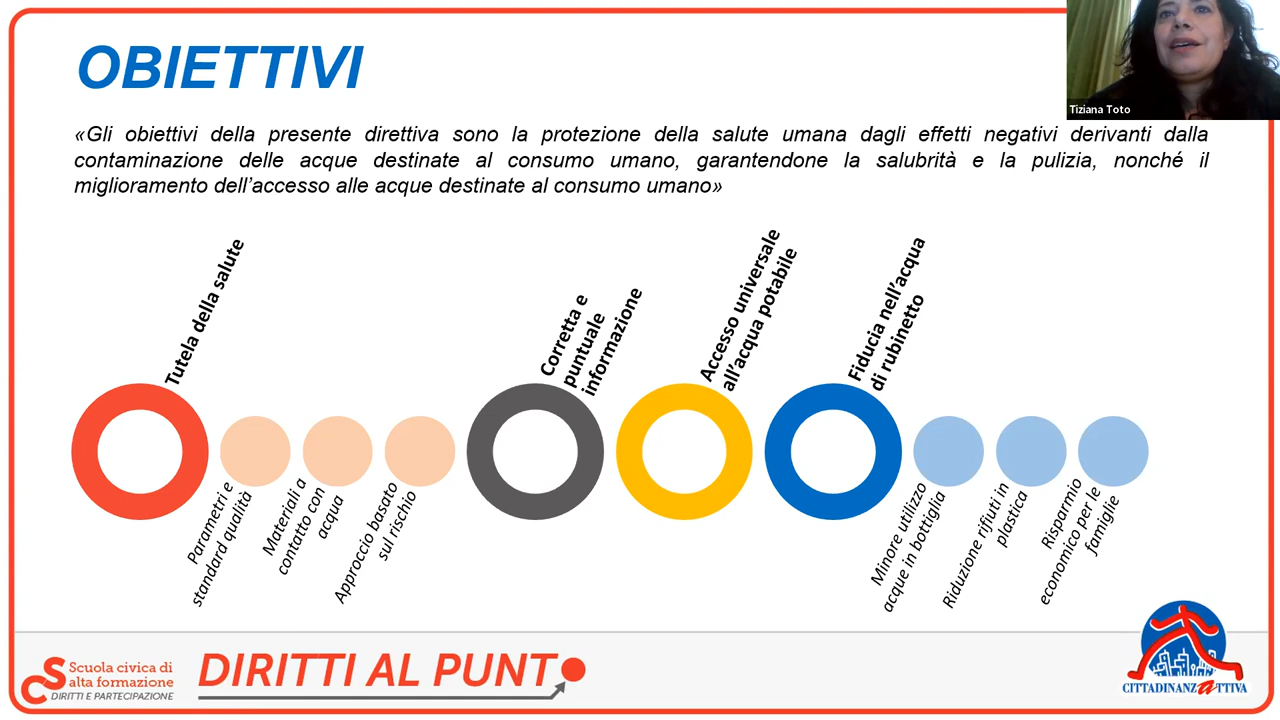 OBIETTIVI
Tiziana Toto
«Gli obiettivi della presente direttiva sono la protezione della salute umana dagli effetti negativi derivanti dalla
contaminazione delle acque destinate al consumo umano, garantendone la salubrità e la pulizia, nonché il
miglioramento dell'accesso alle acque destinate al consumo umano»
Tutela della salute
Corretta e
puntuale
informazione
Accesso universale
all'acqua potabile
Fiducia nell'acqua
di rubinetto
Parametri e
standard qualità
Materiali a
contatto con
acqua
Approccio basato
sul rischio
Minore utilizzo
acque in bottiglia
Riduzione rifiuti in
plastica
Risparmio
economico per le
famiglie
CS
Scuola civica di
alta formazione
DIRITTI E PARTECIPAZIONE
DIRITTI AL PUNTO
CITTADINANZATTIVA